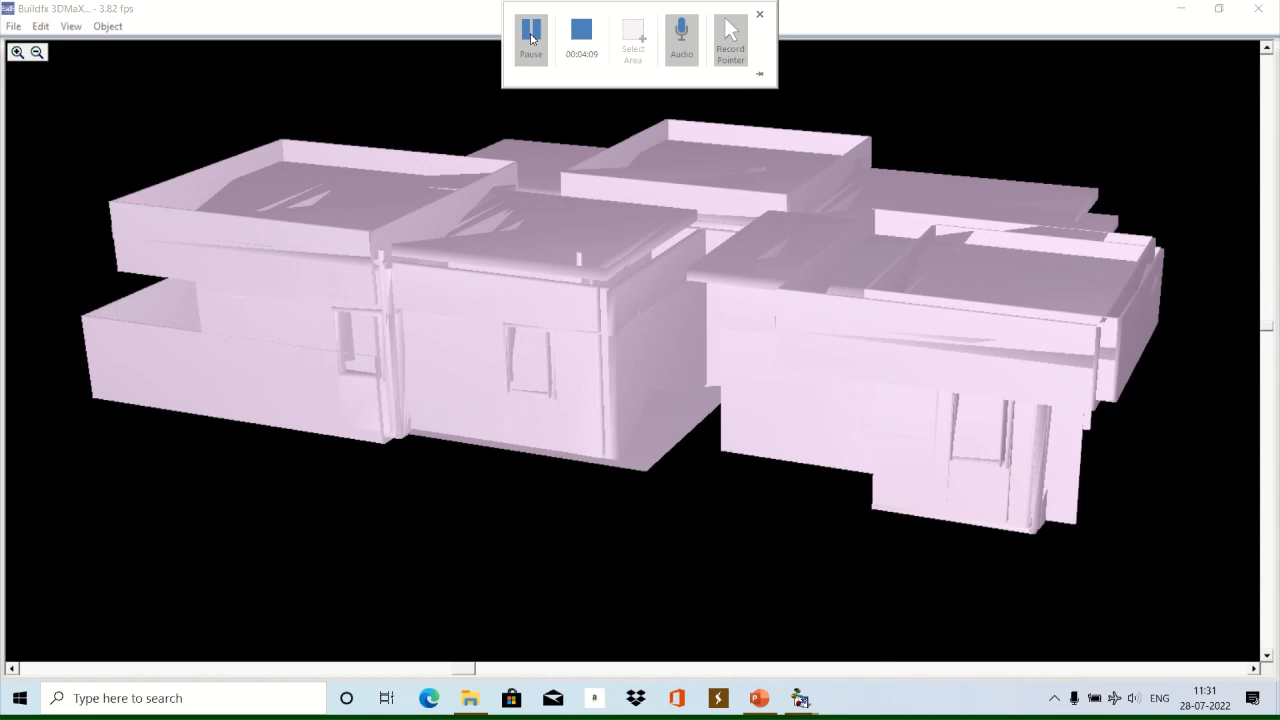 Buildfx 3DMaX... - 3.82 fps
File Edit View Object
Pause
00:04:09
Select
Area
Audio
Record
Pointer
Type here to search
a
S
ENG
11:31
28-07-2022